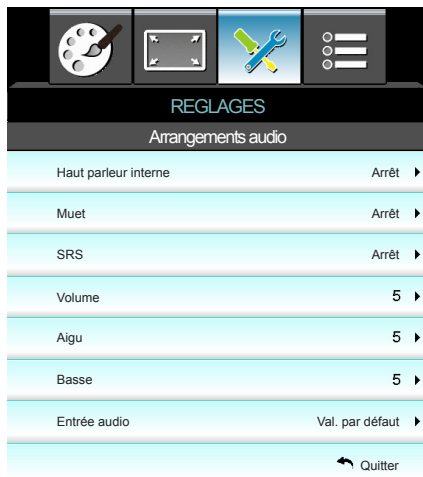 REGLAGES
Arrangements audio
Haut parleur interne Arrêt
Muet Arrêt
SRS Arrêt
Volume 5
Aigu 5
Basse 5
Entrée audio Val. par défaut
Quitter